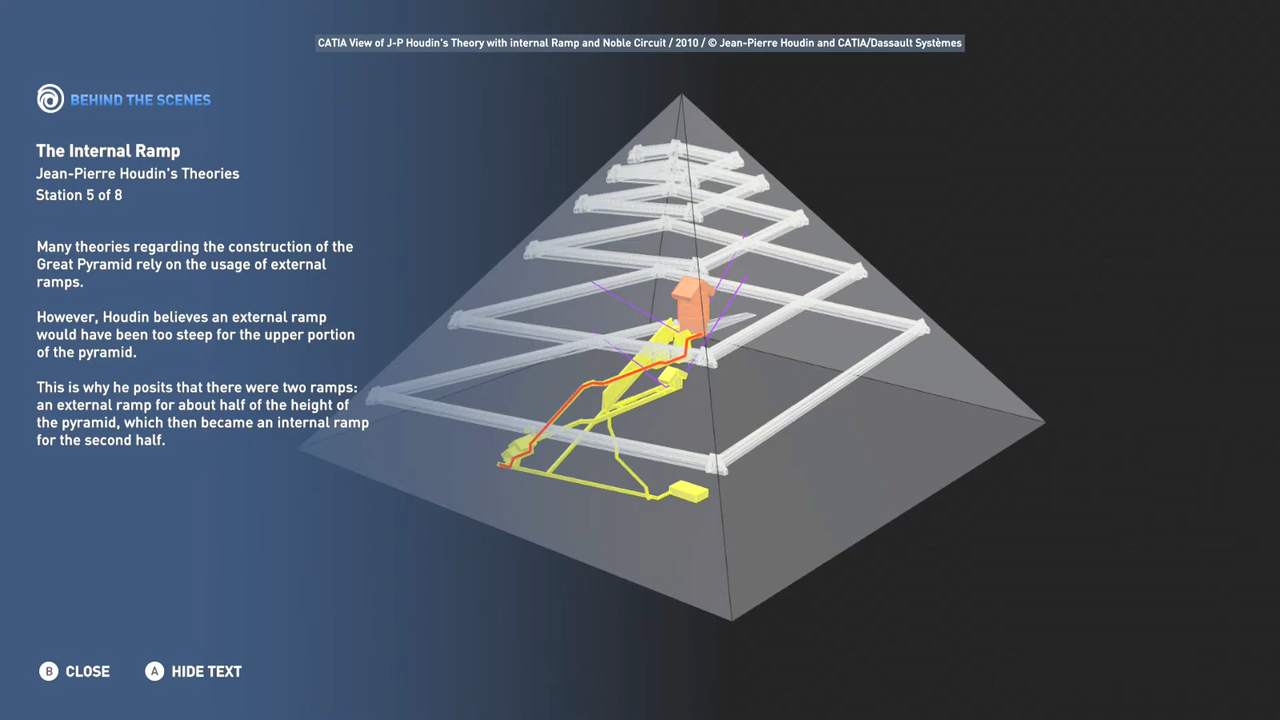 CATIA View of J-P Houdin's Theory with internal Ramp and Noble Circuit / 2010 / © Jean-Pierre Houdin and CATIA/Dassault Systèmes
BEHIND THE SCENES
The Internal Ramp
Jean-Pierre Houdin's Theories
Station 5 of 8
Many theories regarding the construction of the
Great Pyramid rely on the usage of external
ramps.
However, Houdin believes an external ramp
would have been too steep for the upper portion
of the pyramid.
This is why he posits that there were two ramps:
an external ramp for about half of the height of
the pyramid, which then became an internal ramp
for the second half.
B CLOSE
A HIDE TEXT